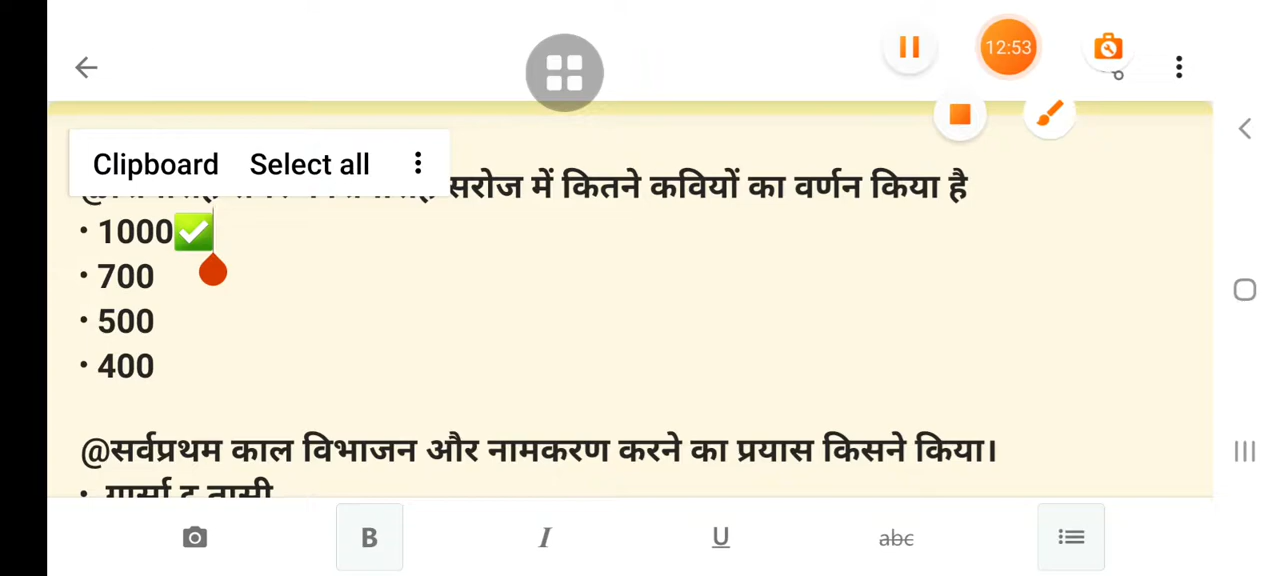 12:53
Clipboard Select all
सरोज में कितने कवियों का वर्णन किया है
• 1000✅
• 700
• 500
• 400
@सर्वप्रथम काल विभाजन और नामकरण करने का प्रयास किसने किया।
• गार्सा द तासी
B I U abc